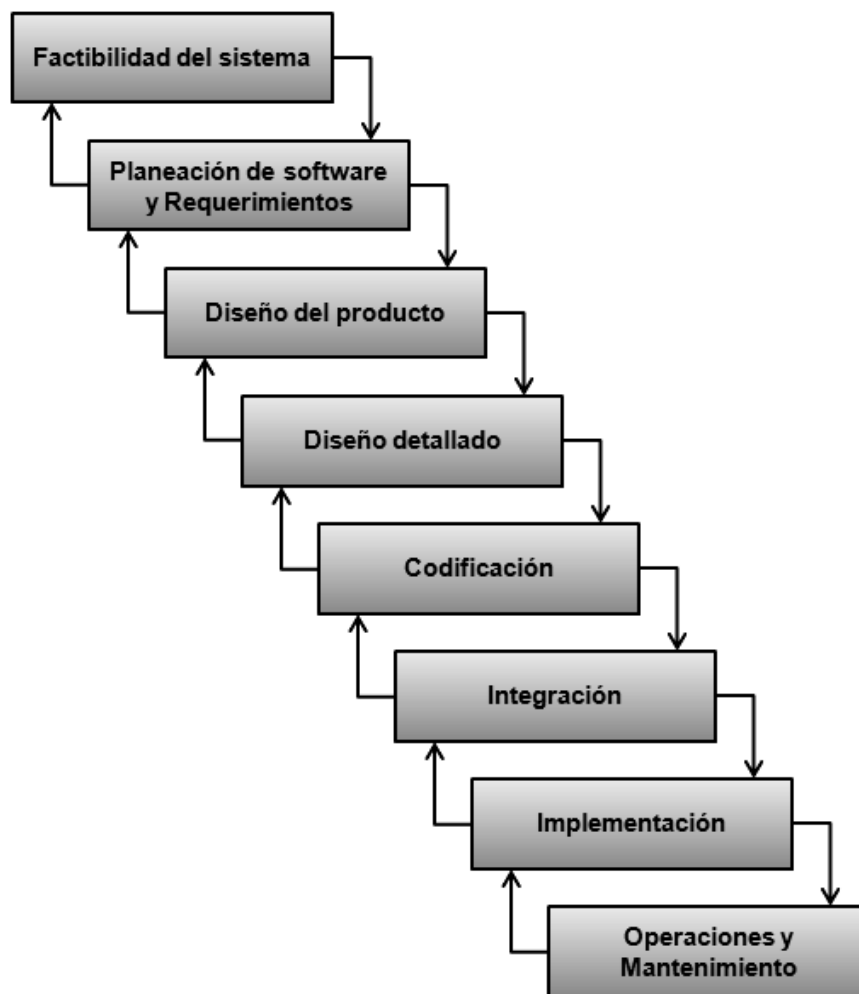 Factibilidad del sistema
Planeación de software
y Requerimientos
Diseño del producto
Diseño detallado
Codificación
Integración
Implementación
Operaciones y
Mantenimiento